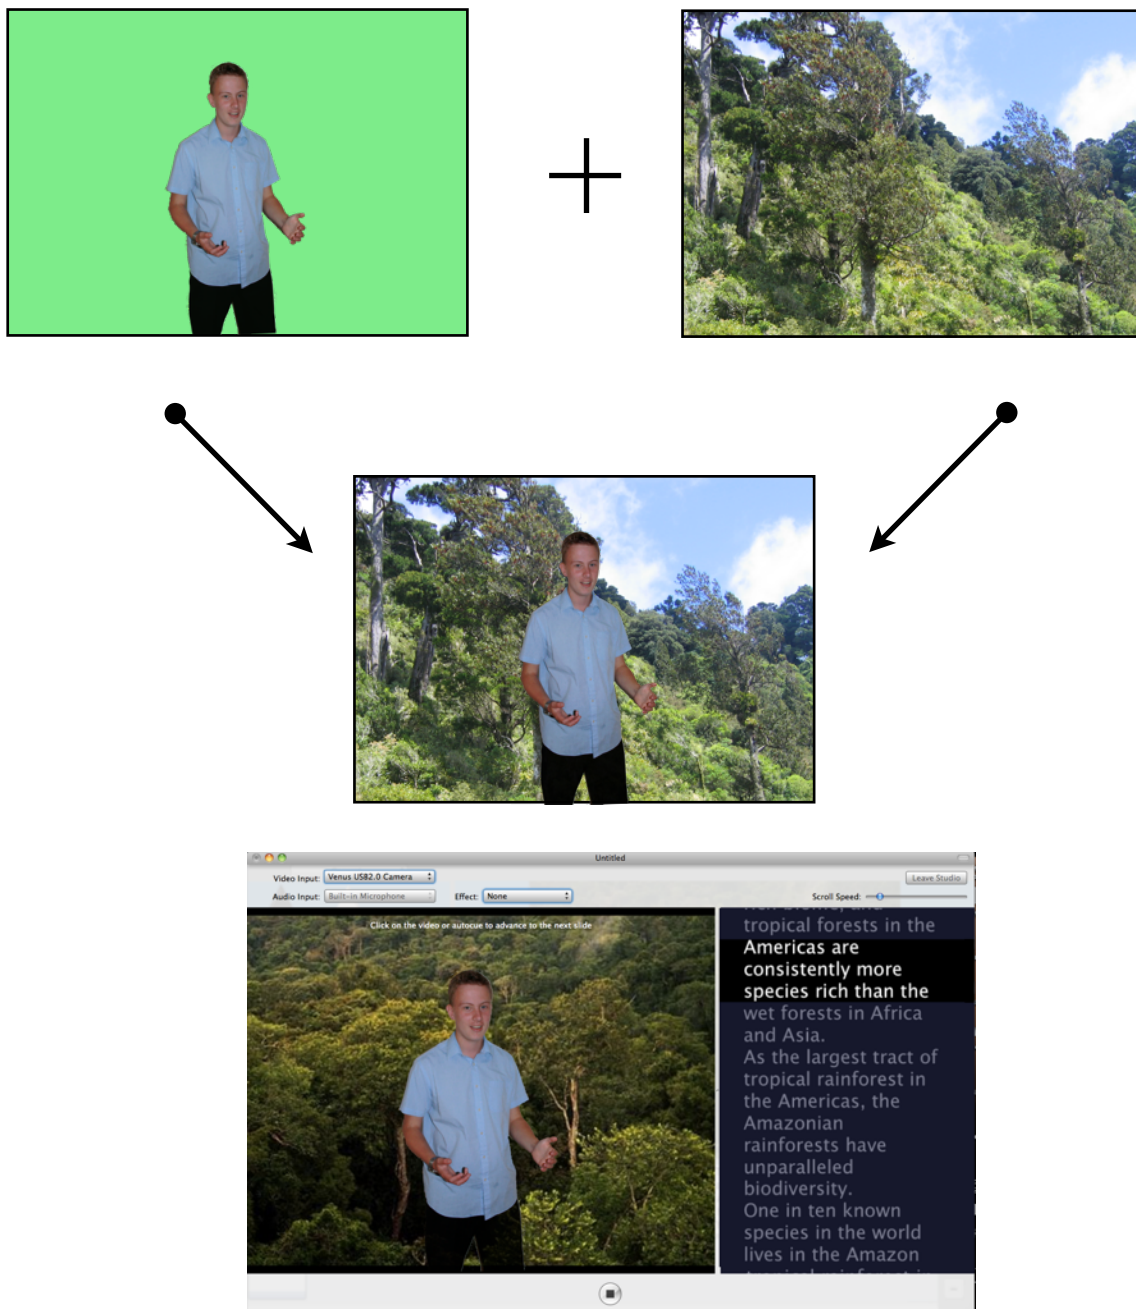 Untitled
Video Input: Venus USB2.0 Camera
Leave Studio
Audio Input: Built-in Microphone Effect: None Scroll Speed:
Click on the video or autocue to advance to the next slide
tropical forests in the
Americas are
consistently more
species rich than the
wet forests in Africa
and Asia.
As the largest tract of
tropical rainforest in
the Americas, the
Amazonian
rainforests have
unparalleled
biodiversity.
One in ten known
species in the world
lives in the Amazon